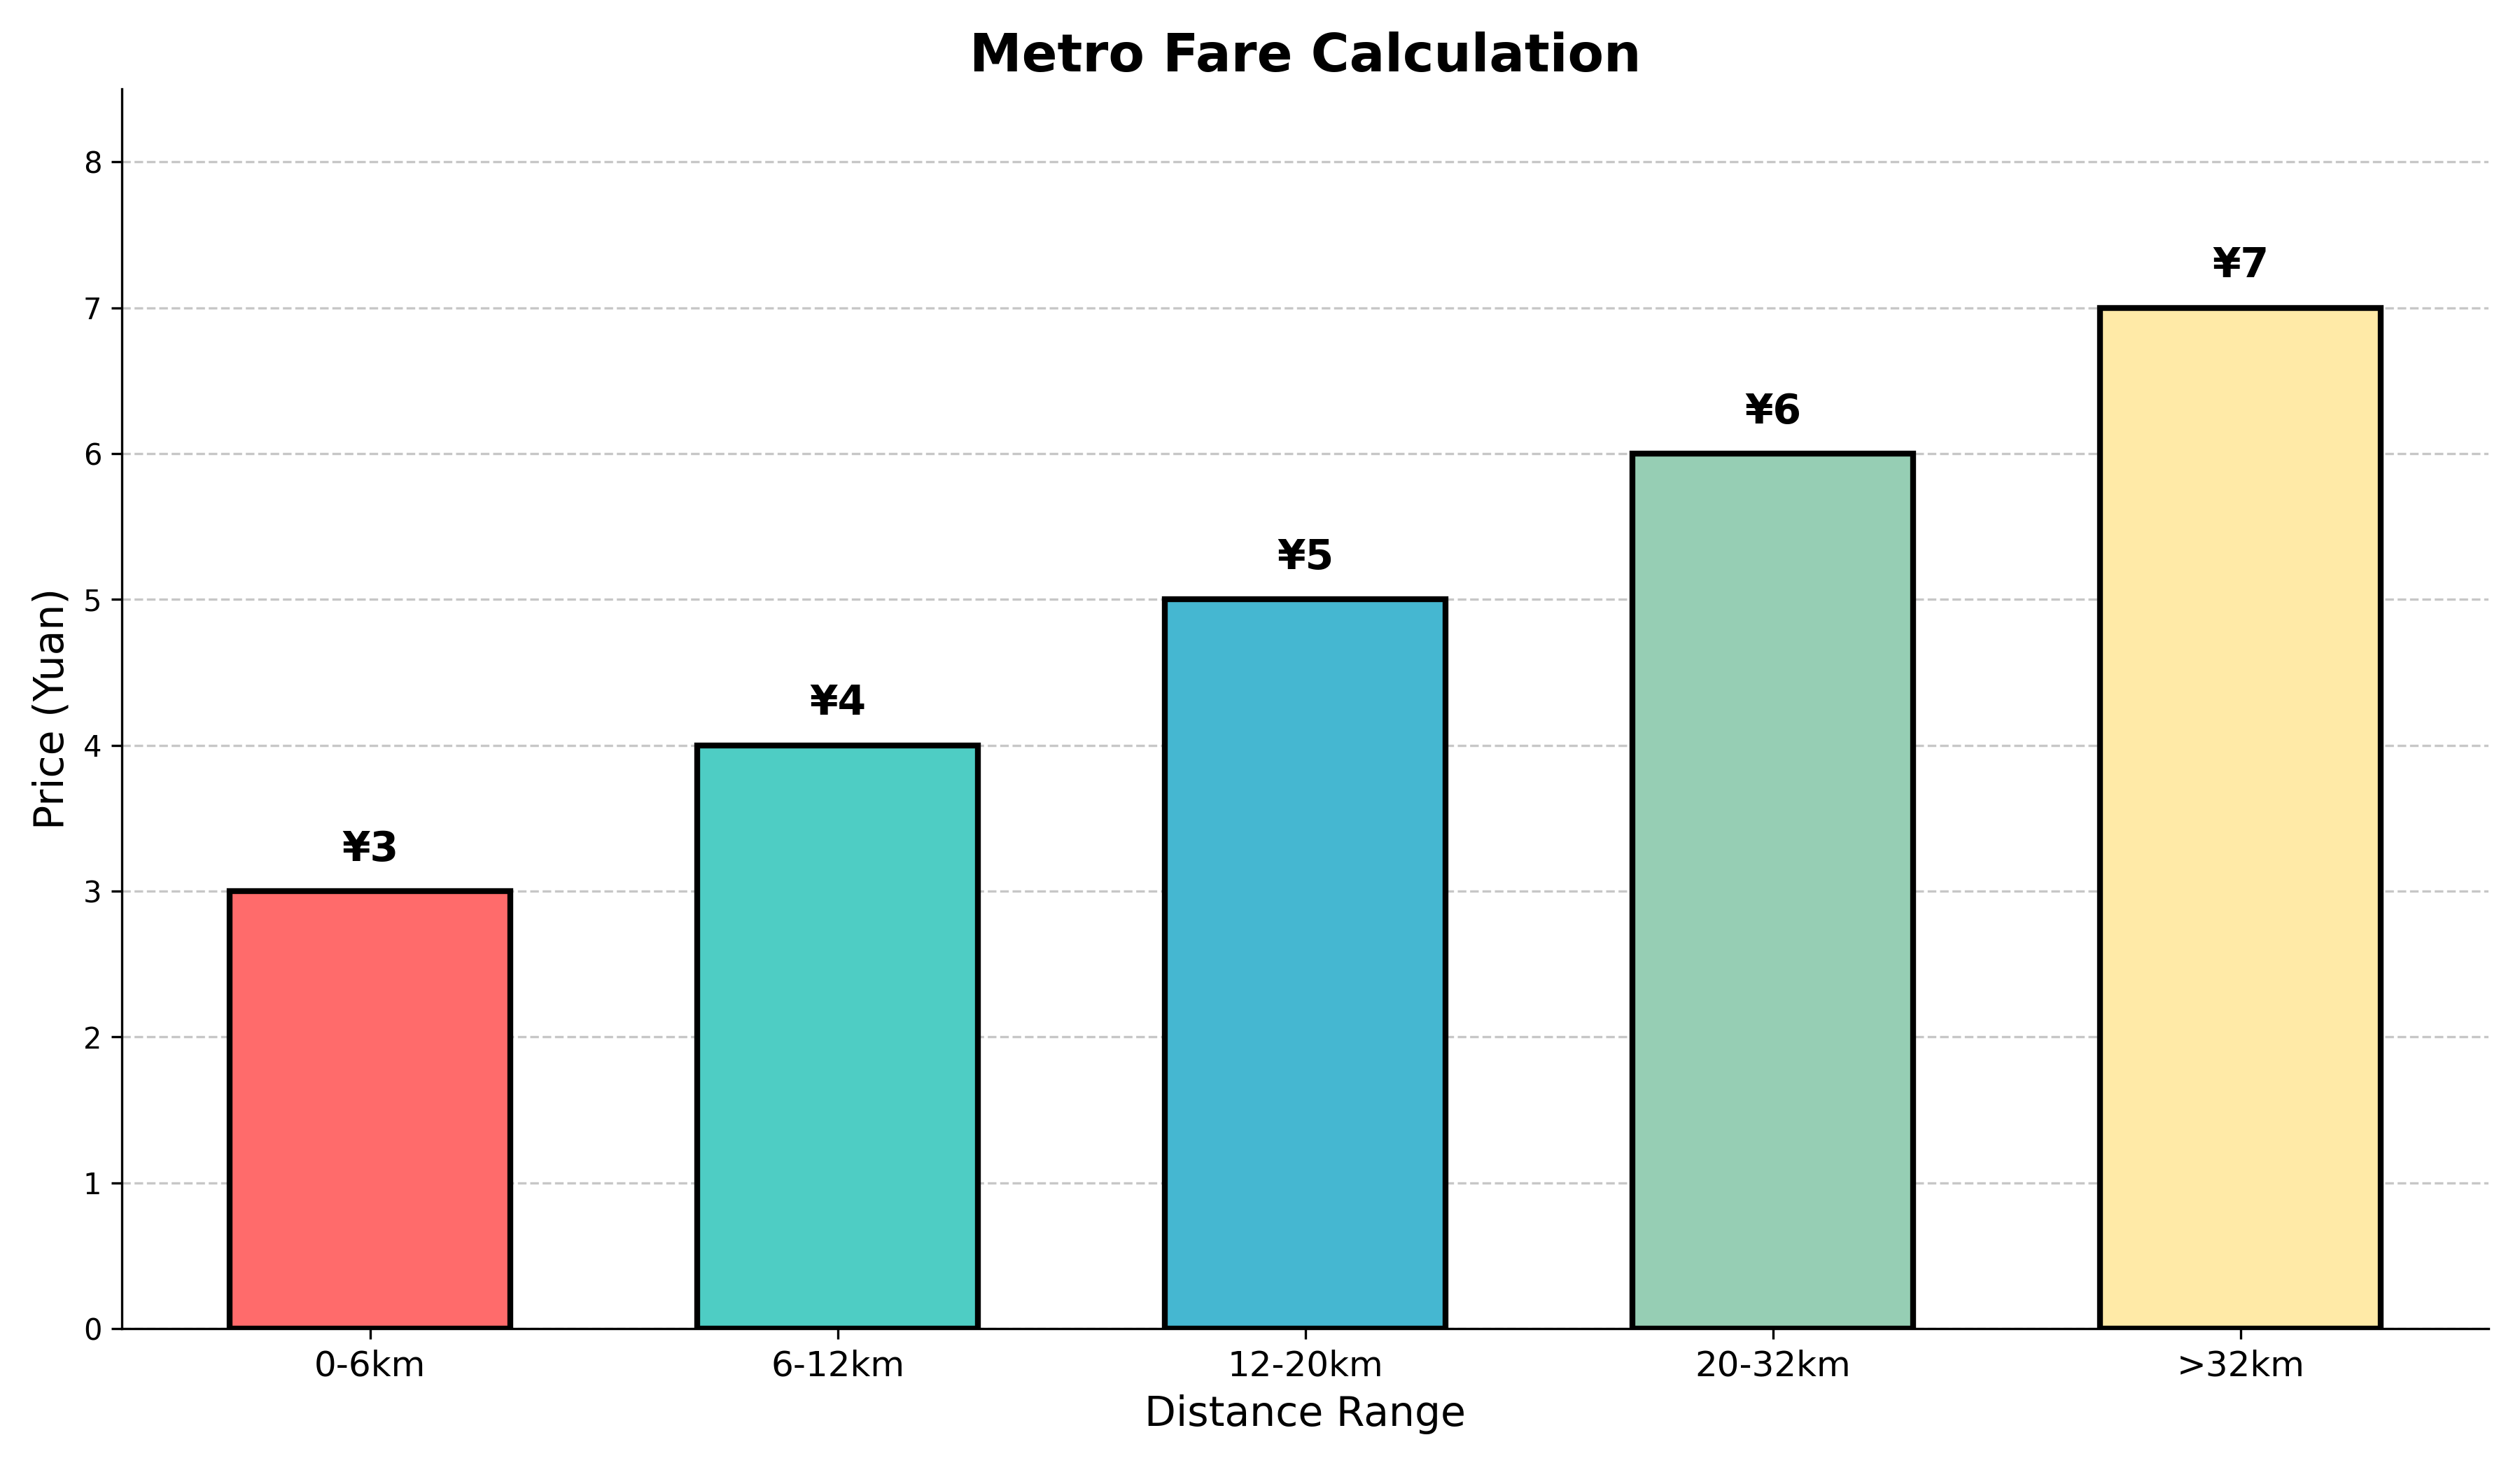 Metro Fare Calculation
8
7
6
5
4
3
2
1
0
Price (Yuan)
¥3
¥4
¥5
¥6
¥7
0-6km
6-12km
12-20km
20-32km
>32km
Distance Range